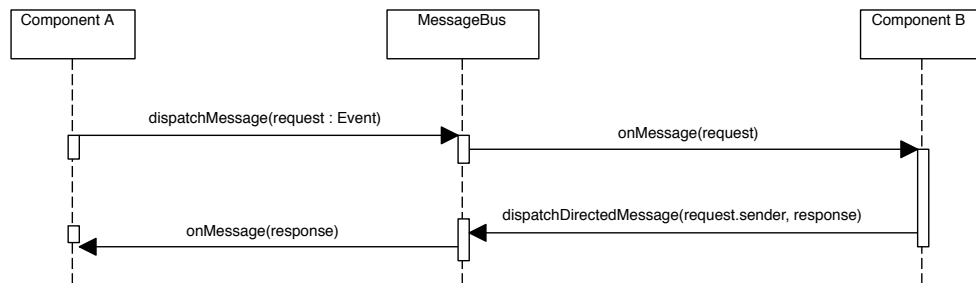 Component A
MessageBus
Component B
dispatchMessage(request : Event)
onMessage(request)
dispatchDirectedMessage(request.sender, response)
onMessage(response)